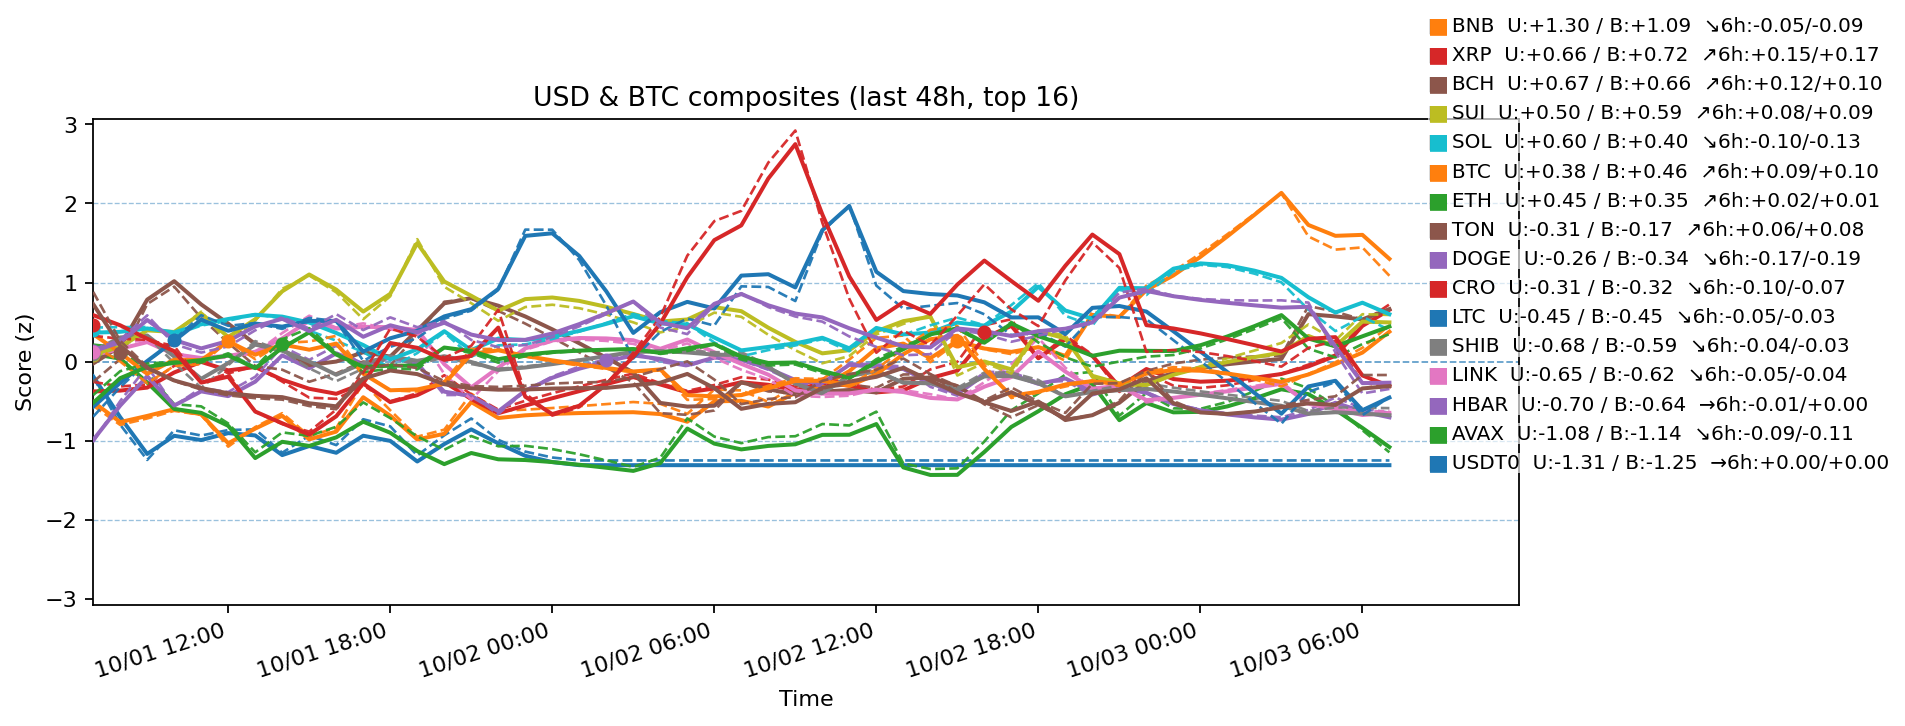 BNB U:+1.30 / B:+1.09 ↘6h:-0.05/-0.09
XRP U:+0.66 / B:+0.72 ↗6h:+0.15/+0.17
BCH U:+0.67 / B:+0.66 ↗6h:+0.12/+0.10
SUI U:+0.50 / B:+0.59 ↗6h:+0.08/+0.09
SOL U:+0.60 / B:+0.40 ↘6h:-0.10/-0.13
BTC U:+0.38 / B:+0.46 ↗6h:+0.09/+0.10
ETH U:+0.45 / B:+0.35 ↗6h:+0.02/+0.01
TON U:-0.31 / B:-0.17 ↗6h:+0.06/+0.08
DOGE U:-0.26 / B:-0.34 ↘6h:-0.17/-0.19
CRO U:-0.31 / B:-0.32 ↘6h:-0.10/-0.07
LTC U:-0.45 / B:-0.45 ↘6h:-0.05/-0.03
SHIB U:-0.68 / B:-0.59 ↘6h:-0.04/-0.03
LINK U:-0.65 / B:-0.62 ↘6h:-0.05/-0.04
HBAR U:-0.70 / B:-0.64 →6h:-0.01/+0.00
AVAX U:-1.08 / B:-1.14 ↘6h:-0.09/-0.11
USDT0 U:-1.31 / B:-1.25 →6h:+0.00/+0.00
USD & BTC composites (last 48h, top 16)
Score (z)
3
2
1
0
−1
−2
−3
10/01 12:00
10/01 18:00
10/02 00:00
10/02 06:00
10/02 12:00
10/02 18:00
10/03 00:00
10/03 06:00
Time